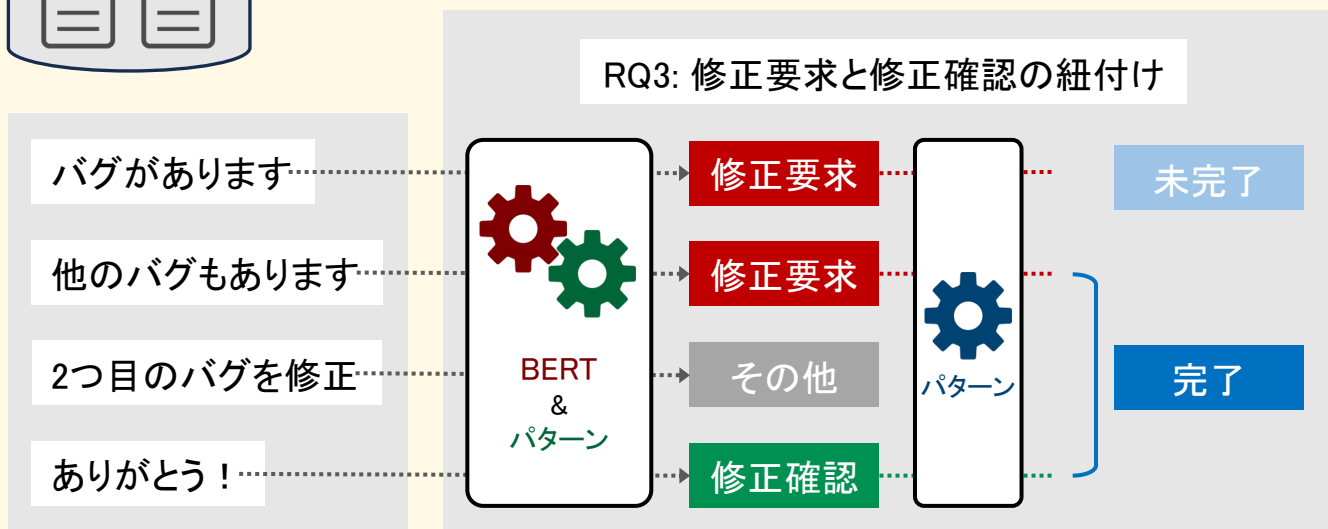 RQ3: 修正要求と修正確認の紐付け
バグがあります
修正要求
未完了
他のバグもあります
修正要求
2つ目のバグを修正
BERT
&
パターン
その他
パターン
完了
ありがとう！
修正確認